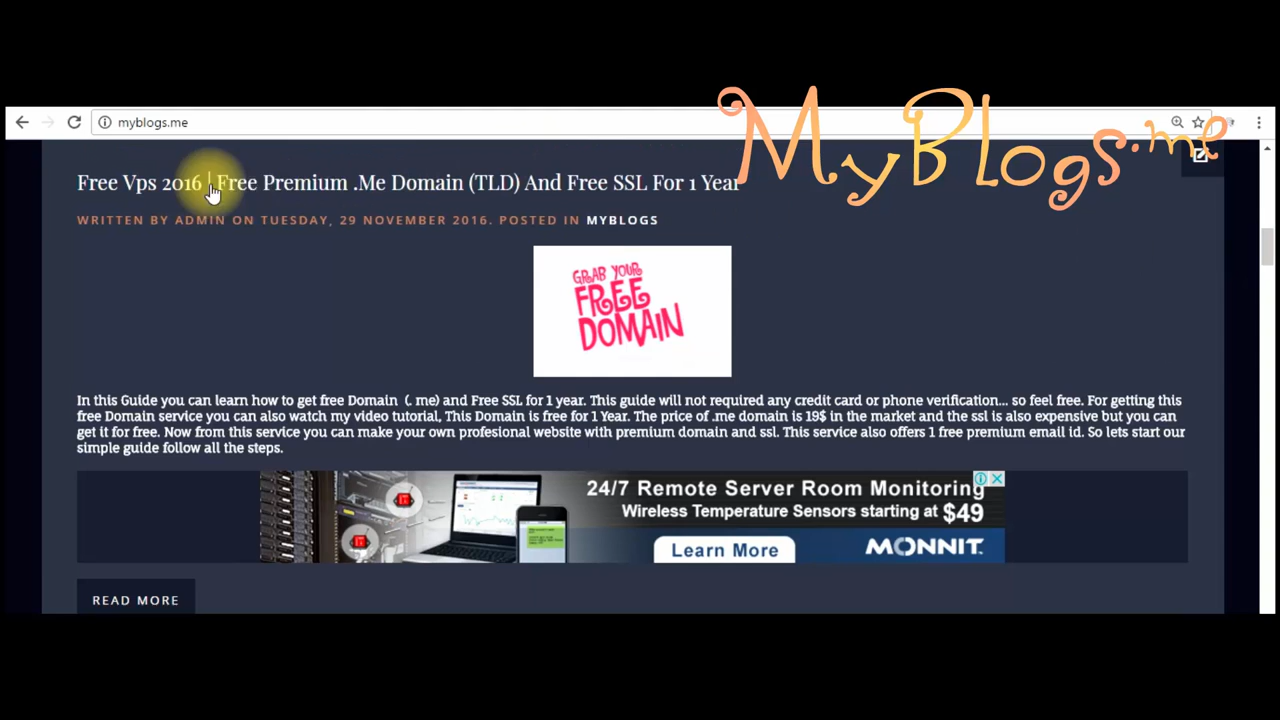 MyBlogs.me
myblogs.me
Free Vps 2016 | Free Premium .Me Domain (TLD) And Free SSL For 1 Year
WRITTEN BY ADMIN ON TUESDAY, 29 NOVEMBER 2016. POSTED IN MYBLOGS
GRAB YOUR
FREE
DOMAIN
In this Guide you can learn how to get free Domain (. me) and Free SSL for 1 year. This guide will not required any credit card or phone verification... so feel free. For getting this
free Domain service you can also watch my video tutorial, This Domain is free for 1 Year. The price of .me domain is 19$ in the market and the ssl is also expensive but you can
get it for free. Now from this service you can make your own profesional website with premium domain and ssl. This service also offers 1 free premium email id. So lets start our
simple guide follow all the steps.
24/7 Remote Server Room Monitoring
Wireless Temperature Sensors starting at $49
Learn More
MONNIT
READ MORE